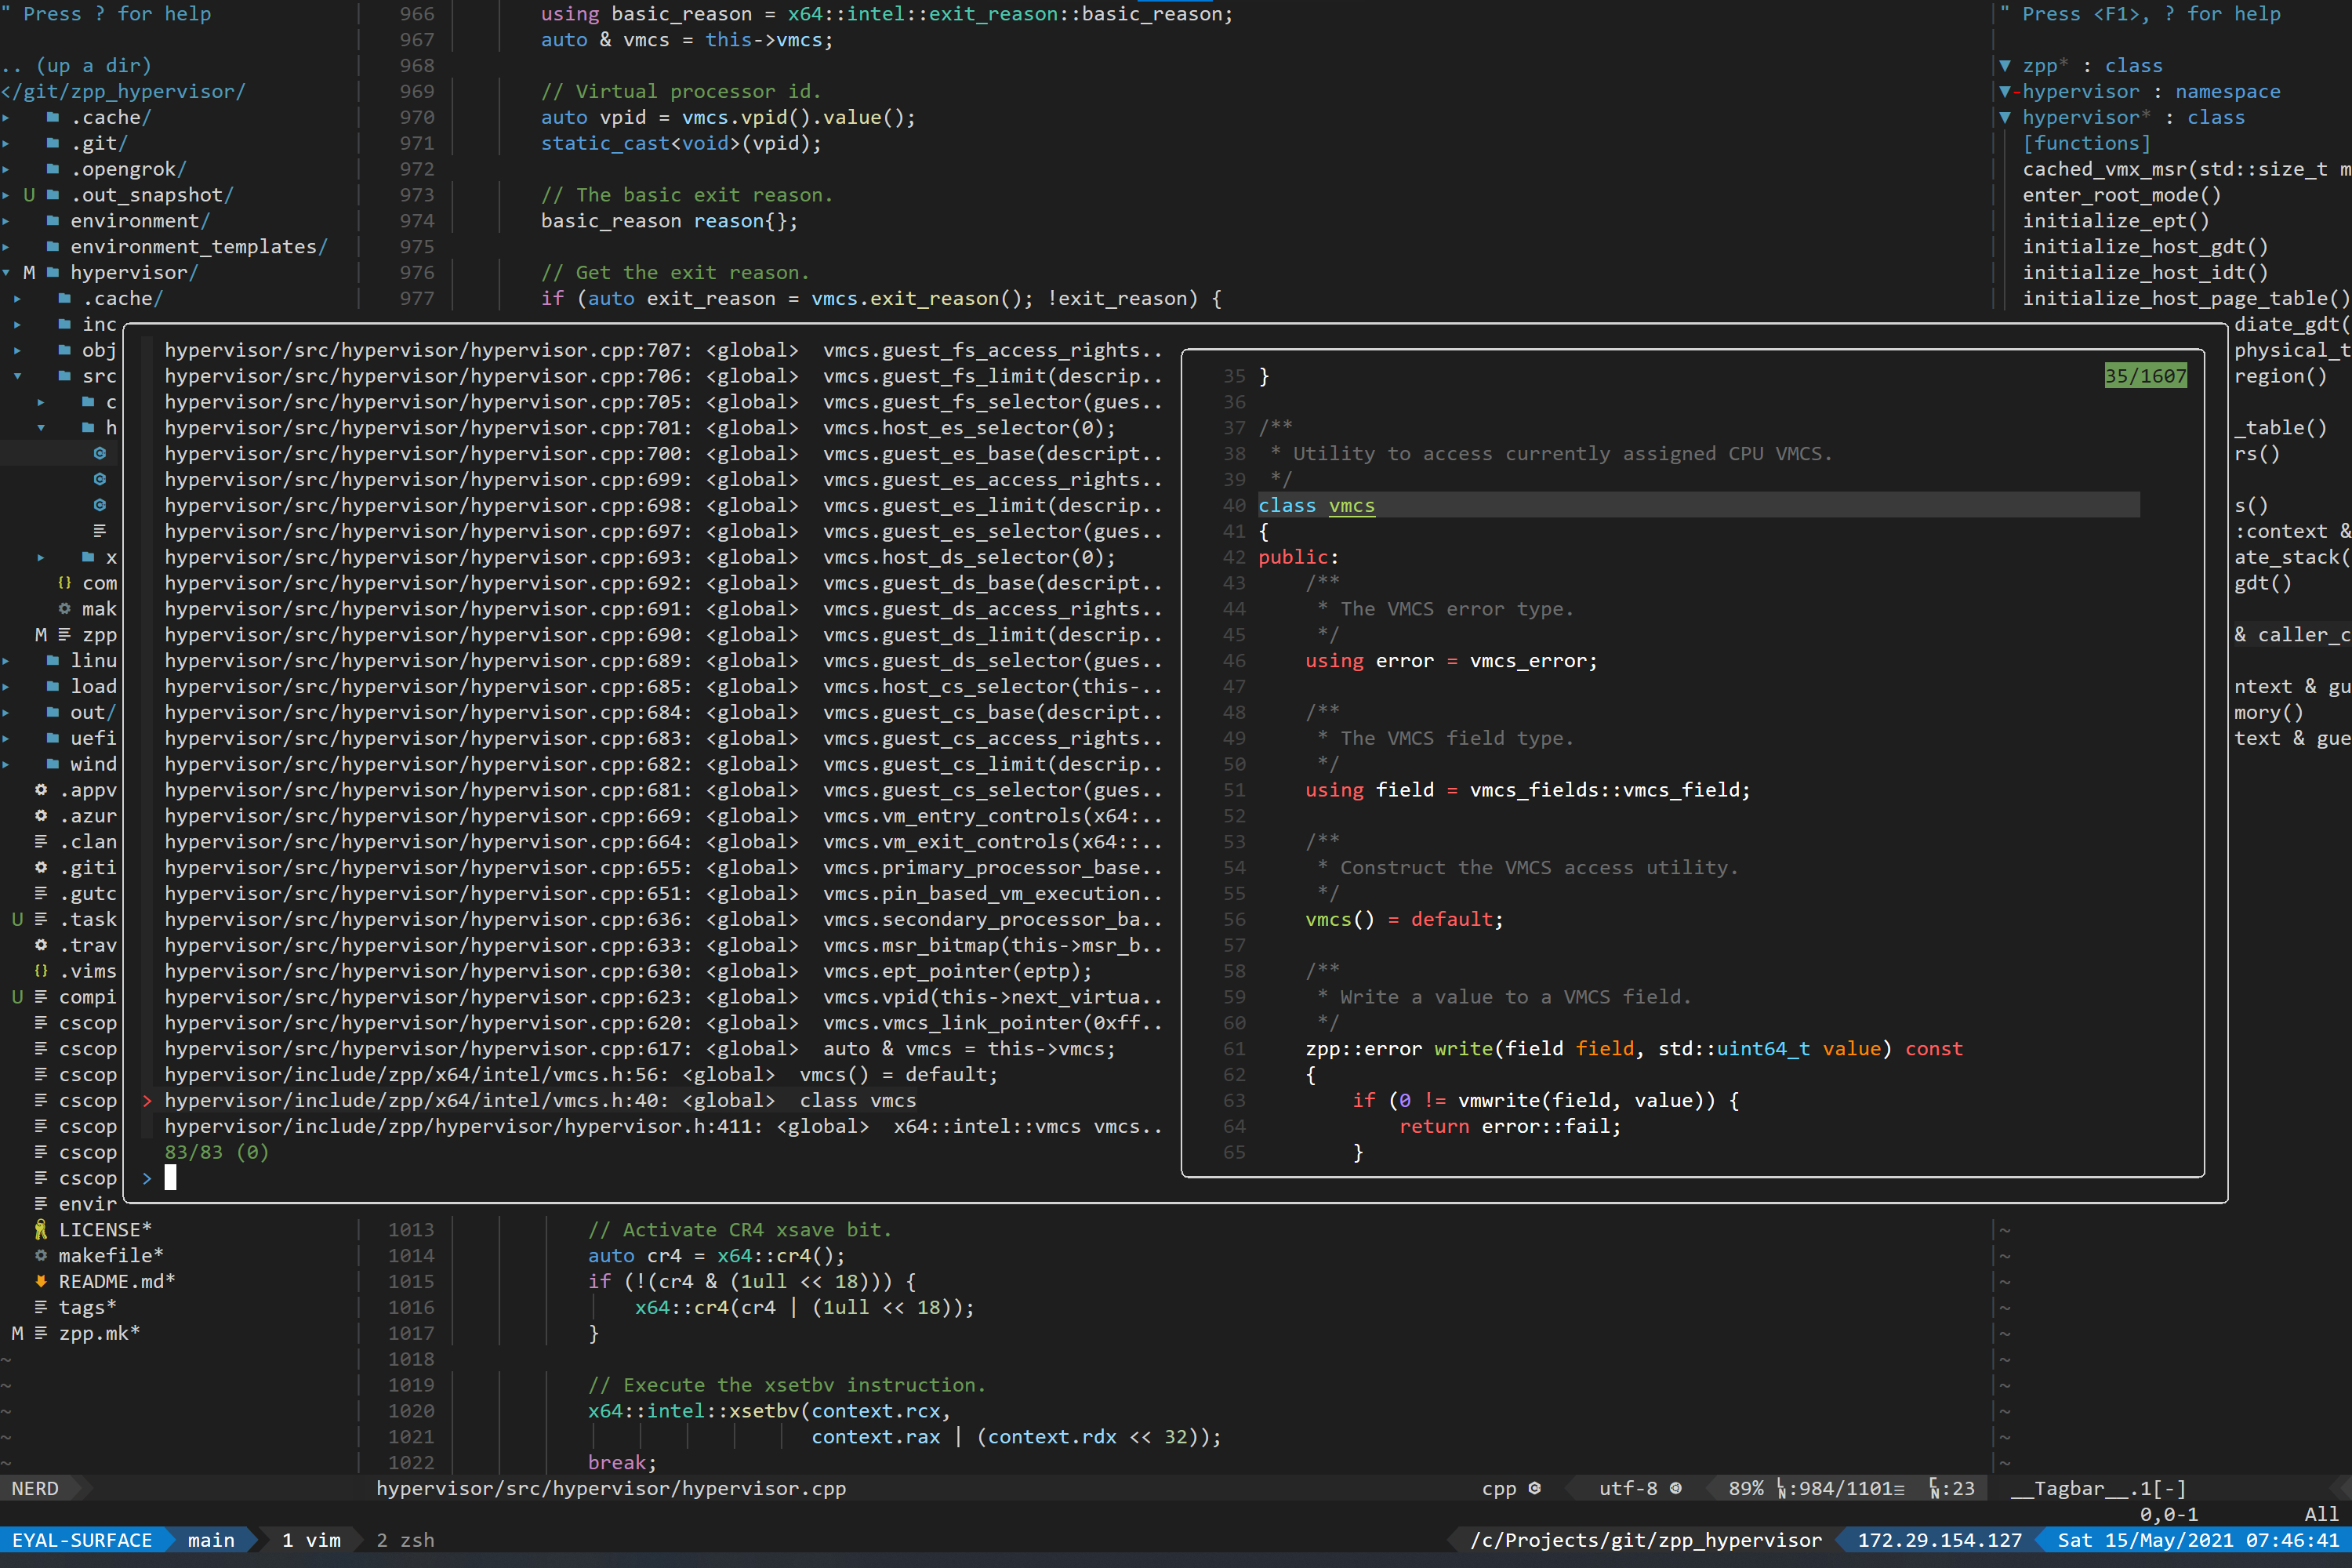 " Press ? for help
.. (up a dir)
</git/zpp_hypervisor/
▸ .cache/
▸ .git/
▸ .opengrok/
▸ U .out_snapshot/
▸ environment/
▸ environment_templates/
▾ M hypervisor/
▸ .cache/
▸ inc
▸ obj
▾ src
▸ c
▾ h
▸ x
{} com
mak
M zpp
▸ linu
▸ load
▸ out/
▸ uefi
▸ wind
.appv
.azur
.clan
.giti
.gutc
U .task
.trav
{} .vims
U compi
cscop
cscop
cscop
cscop
cscop
cscop
cscop
envir
LICENSE*
makefile*
README.md*
tags*
M zpp.mk*
~
~
~
~
~
966 using basic_reason = x64::intel::exit_reason::basic_reason;
967 auto & vmcs = this->vmcs;
968
969 // Virtual processor id.
970 auto vpid = vmcs.vpid().value();
971 static_cast<void>(vpid);
972
973 // The basic exit reason.
974 basic_reason reason{};
975
976 // Get the exit reason.
977 if (auto exit_reason = vmcs.exit_reason(); !exit_reason) {
hypervisor/src/hypervisor/hypervisor.cpp:707: <global> vmcs.guest_fs_access_rights..
hypervisor/src/hypervisor/hypervisor.cpp:706: <global> vmcs.guest_fs_limit(descrip..
hypervisor/src/hypervisor/hypervisor.cpp:705: <global> vmcs.guest_fs_selector(gues..
hypervisor/src/hypervisor/hypervisor.cpp:701: <global> vmcs.host_es_selector(0);
hypervisor/src/hypervisor/hypervisor.cpp:700: <global> vmcs.guest_es_base(descript..
hypervisor/src/hypervisor/hypervisor.cpp:699: <global> vmcs.guest_es_access_rights..
hypervisor/src/hypervisor/hypervisor.cpp:698: <global> vmcs.guest_es_limit(descrip..
hypervisor/src/hypervisor/hypervisor.cpp:697: <global> vmcs.guest_es_selector(gues..
hypervisor/src/hypervisor/hypervisor.cpp:693: <global> vmcs.host_ds_selector(0);
hypervisor/src/hypervisor/hypervisor.cpp:692: <global> vmcs.guest_ds_base(descript..
hypervisor/src/hypervisor/hypervisor.cpp:691: <global> vmcs.guest_ds_access_rights..
hypervisor/src/hypervisor/hypervisor.cpp:690: <global> vmcs.guest_ds_limit(descrip..
hypervisor/src/hypervisor/hypervisor.cpp:689: <global> vmcs.guest_ds_selector(gues..
hypervisor/src/hypervisor/hypervisor.cpp:685: <global> vmcs.host_cs_selector(this-..
hypervisor/src/hypervisor/hypervisor.cpp:684: <global> vmcs.guest_cs_base(descript..
hypervisor/src/hypervisor/hypervisor.cpp:683: <global> vmcs.guest_cs_access_rights..
hypervisor/src/hypervisor/hypervisor.cpp:682: <global> vmcs.guest_cs_limit(descrip..
hypervisor/src/hypervisor/hypervisor.cpp:681: <global> vmcs.guest_cs_selector(gues..
hypervisor/src/hypervisor/hypervisor.cpp:669: <global> vmcs.vm_entry_controls(x64:..
hypervisor/src/hypervisor/hypervisor.cpp:664: <global> vmcs.vm_exit_controls(x64::..
hypervisor/src/hypervisor/hypervisor.cpp:655: <global> vmcs.primary_processor_base..
hypervisor/src/hypervisor/hypervisor.cpp:651: <global> vmcs.pin_based_vm_execution..
hypervisor/src/hypervisor/hypervisor.cpp:636: <global> vmcs.secondary_processor_ba..
hypervisor/src/hypervisor/hypervisor.cpp:633: <global> vmcs.msr_bitmap(this->msr_b..
hypervisor/src/hypervisor/hypervisor.cpp:630: <global> vmcs.ept_pointer(eptp);
hypervisor/src/hypervisor/hypervisor.cpp:623: <global> vmcs.vpid(this->next_virtua..
hypervisor/src/hypervisor/hypervisor.cpp:620: <global> vmcs.vmcs_link_pointer(0xff..
hypervisor/src/hypervisor/hypervisor.cpp:617: <global> auto & vmcs = this->vmcs;
hypervisor/include/zpp/x64/intel/vmcs.h:56: <global> vmcs() = default;
> hypervisor/include/zpp/x64/intel/vmcs.h:40: <global> class vmcs
hypervisor/include/zpp/hypervisor/hypervisor.h:411: <global> x64::intel::vmcs vmcs..
83/83 (0)
>
35 }
35/1607
36
37 /**
38 * Utility to access currently assigned CPU VMCS.
39 */
40 class vmcs
41 {
42 public:
43 /**
44 * The VMCS error type.
45 */
46 using error = vmcs_error;
47
48 /**
49 * The VMCS field type.
50 */
51 using field = vmcs_fields::vmcs_field;
52
53 /**
54 * Construct the VMCS access utility.
55 */
56 vmcs() = default;
57
58 /**
59 * Write a value to a VMCS field.
60 */
61 zpp::error write(field field, std::uint64_t value) const
62 {
63 if (0 != vmwrite(field, value)) {
64 return error::fail;
65 }
1013 // Activate CR4 xsave bit.
1014 auto cr4 = x64::cr4();
1015 if (!(cr4 & (1ull << 18))) {
1016 x64::cr4(cr4 | (1ull << 18));
1017 }
1018
1019 // Execute the xsetbv instruction.
1020 x64::intel::xsetbv(context.rcx,
1021 context.rax | (context.rdx << 32));
1022 break;
" Press <F1>, ? for help
▼ zpp* : class
▼-hypervisor : namespace
▼ hypervisor* : class
[functions]
cached_vmx_msr(std::size_t m
enter_root_mode()
initialize_ept()
initialize_host_gdt()
initialize_host_idt()
initialize_host_page_table()
diate_gdt(
physical_t
region()
_table()
rs()
s()
:context &
ate_stack(
gdt()
& caller_c
ntext & gu
mory()
text & gue
~
~
~
~
~
~
~
~
~
~
NERD
hypervisor/src/hypervisor/hypervisor.cpp
cpp
utf-8
89% LN:984/1101≡ CN:23
__Tagbar__.1[-]
0,0-1 All
EYAL-SURFACE main 1 vim 2 zsh
/c/Projects/git/zpp_hypervisor 172.29.154.127 Sat 15/May/2021 07:46:41